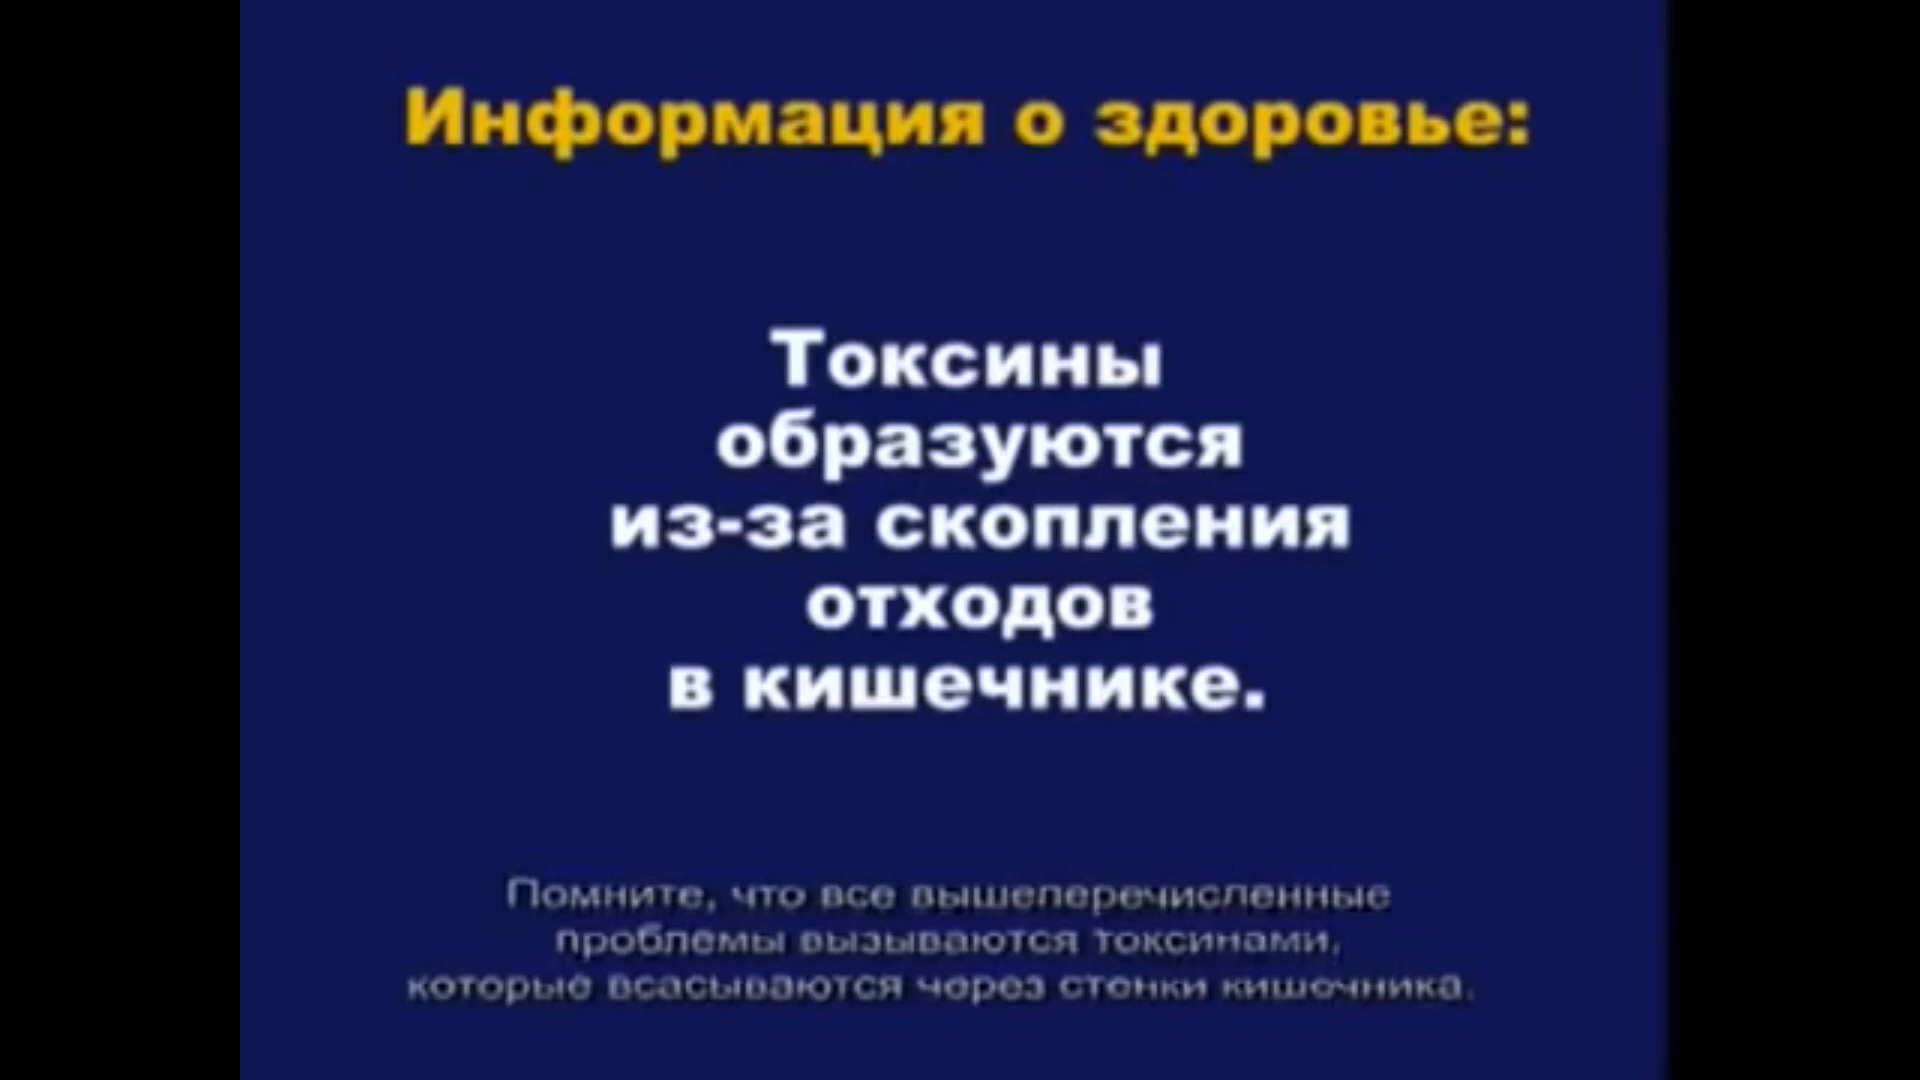 Информация о здоровье:
Токсины
образуются
из-за скопления
отходов
в кишечнике.
Помните, что все вышеперечисленные
проблемы вызываются токсинами,
которые всасываются через стенки кишечника.